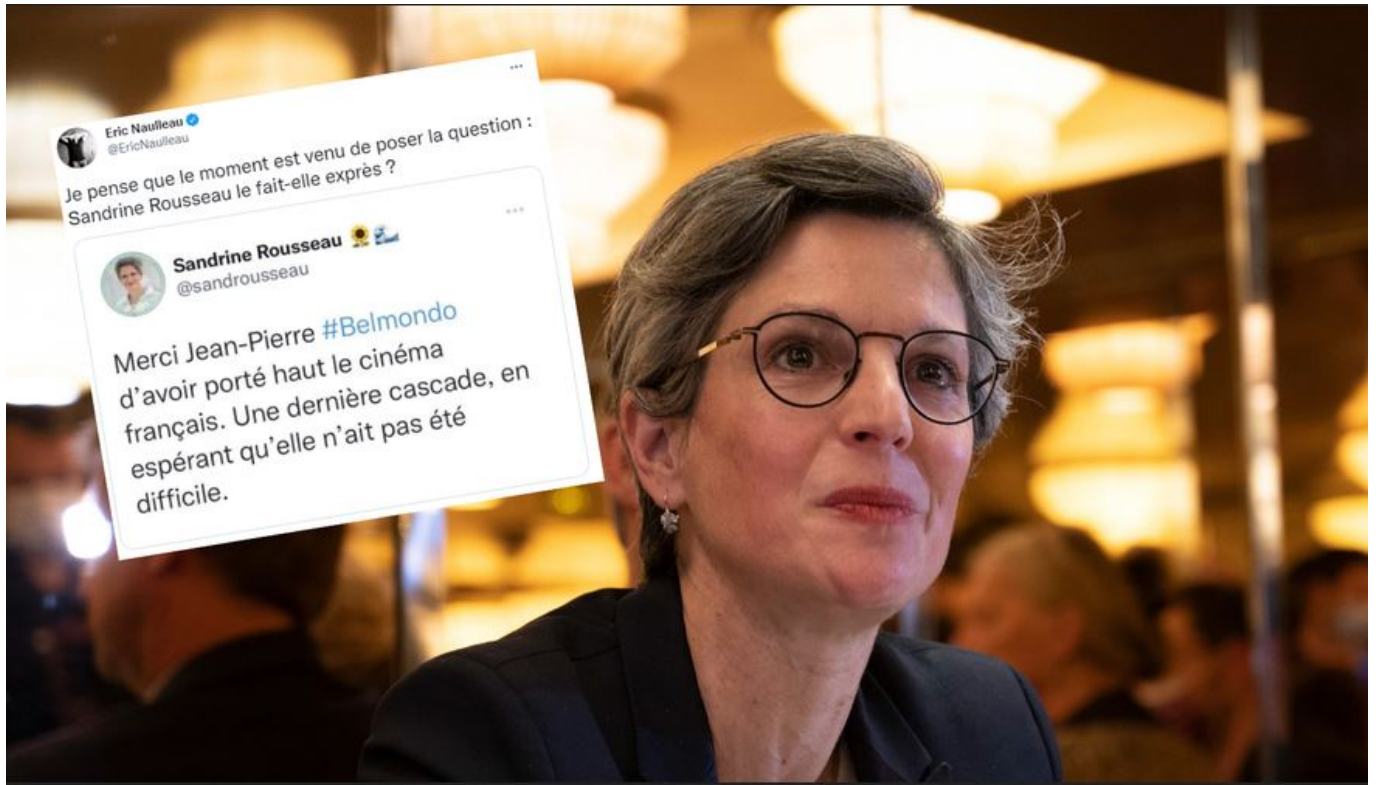 Eric Naulleau
@EricNaulleau
Je pense que le moment est venu de poser la question :
Sandrine Rousseau le fait-elle exprès ?
Sandrine Rousseau 🌻🌊
@sandrousseau
Merci Jean-Pierre #Belmondo
d’avoir porté haut le cinéma
français. Une dernière cascade, en
espérant qu’elle n’ait pas été
difficile.